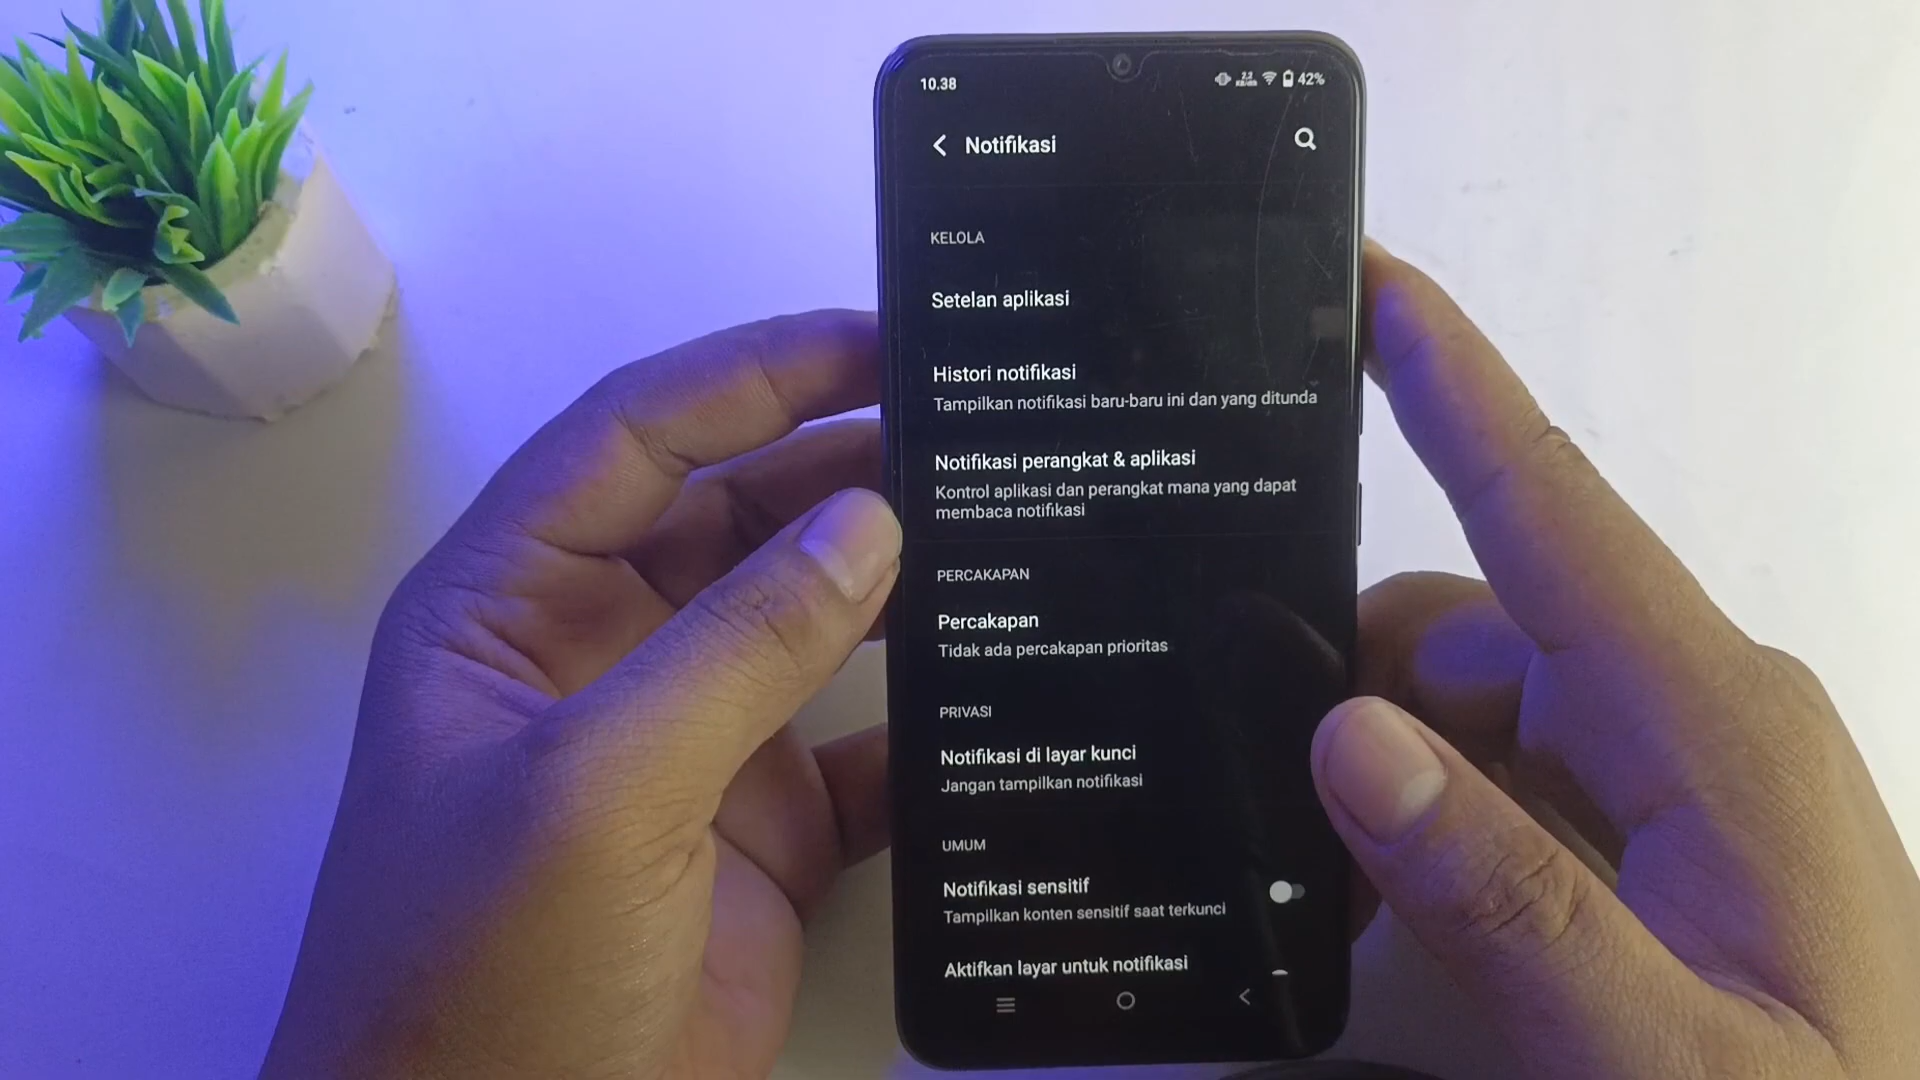 10.38
42%
Notifikasi
KELOLA
Setelan aplikasi
Histori notifikasi
Tampilkan notifikasi baru-baru ini dan yang ditunda
Notifikasi perangkat & aplikasi
Kontrol aplikasi dan perangkat mana yang dapat
membaca notifikasi
PERCAKAPAN
Percakapan
Tidak ada percakapan prioritas
PRIVASI
Notifikasi di layar kunci
Jangan tampilkan notifikasi
UMUM
Notifikasi sensitif
Tampilkan konten sensitif saat terkunci
Aktifkan layar untuk notifikasi